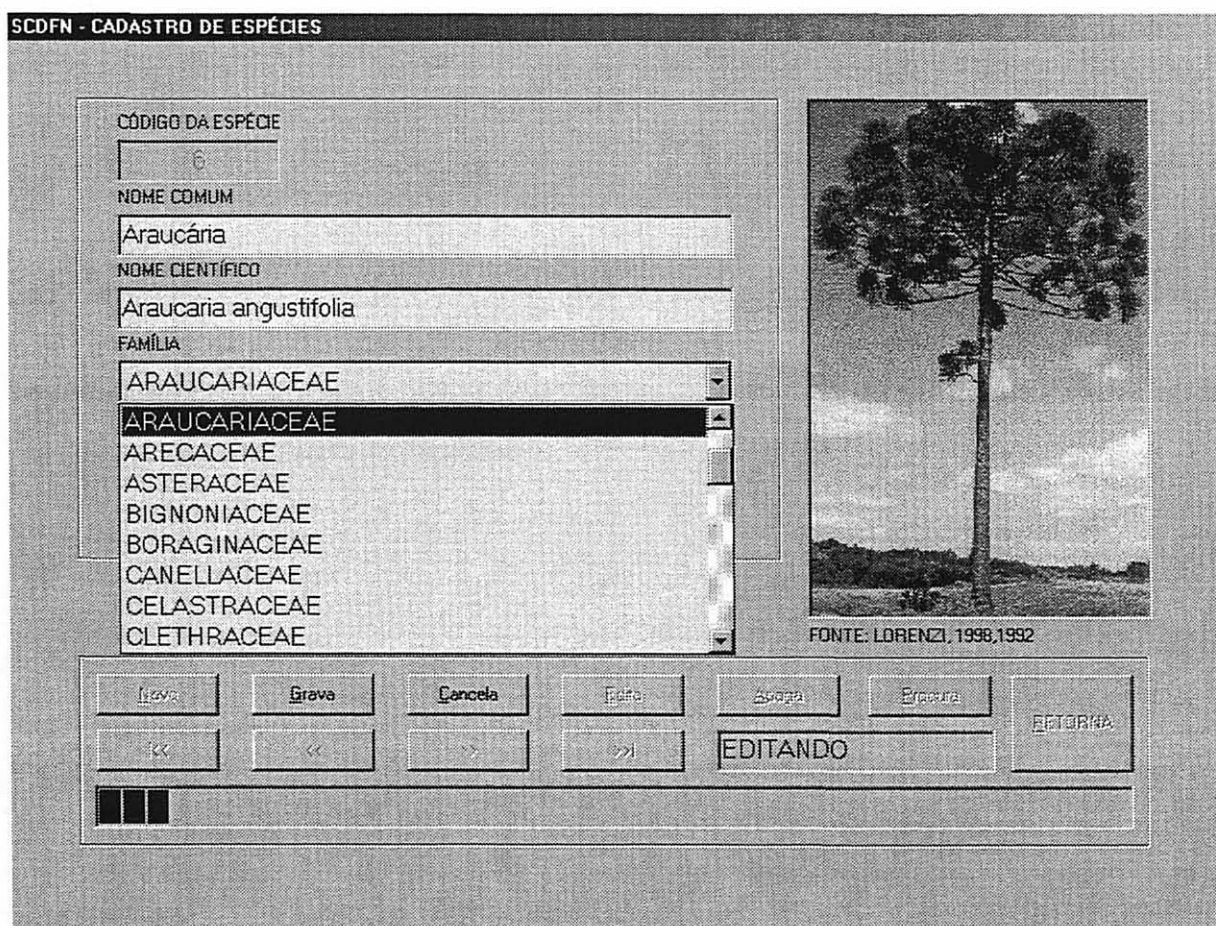 SCDFN - CADASTRO DE ESPÉCIES
CÓDIGO DA ESPÉCIE
6
NOME COMUM
Araucária
NOME CIENTÍFICO
Araucaria angustifolia
FAMÍLIA
ARAUCARIACEAE
ARAUCARIACEAE
ARECACEAE
ASTERACEAE
BIGNONIACEAE
BORAGINACEAE
CANELLACEAE
CELASTRACEAE
CLETHRACEAE
FONTE: LORENZI, 1998,1992
Novo Grava Cancela Edita Apaga Procura
RETORNA
|<< << >> >>|
EDITANDO